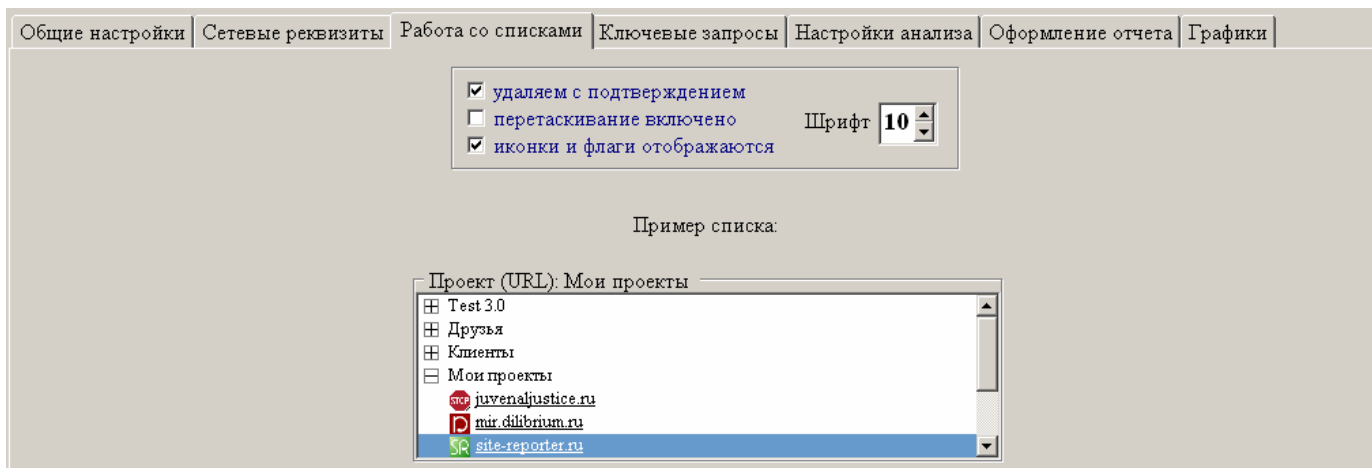 Общие настройки Сетевые реквизиты Работа со списками Ключевые запросы Настройки анализа Оформление отчета Графики
удаляем с подтверждением
перетаскивание включено
Шрифт 10
иконки и флаги отображаются
Пример списка:
Проект (URL): Мои проекты
Test 3.0
Друзья
Клиенты
Мои проекты
STOP juvenaljustice.ru
mir.dilibrium.ru
SR site-reporter.ru